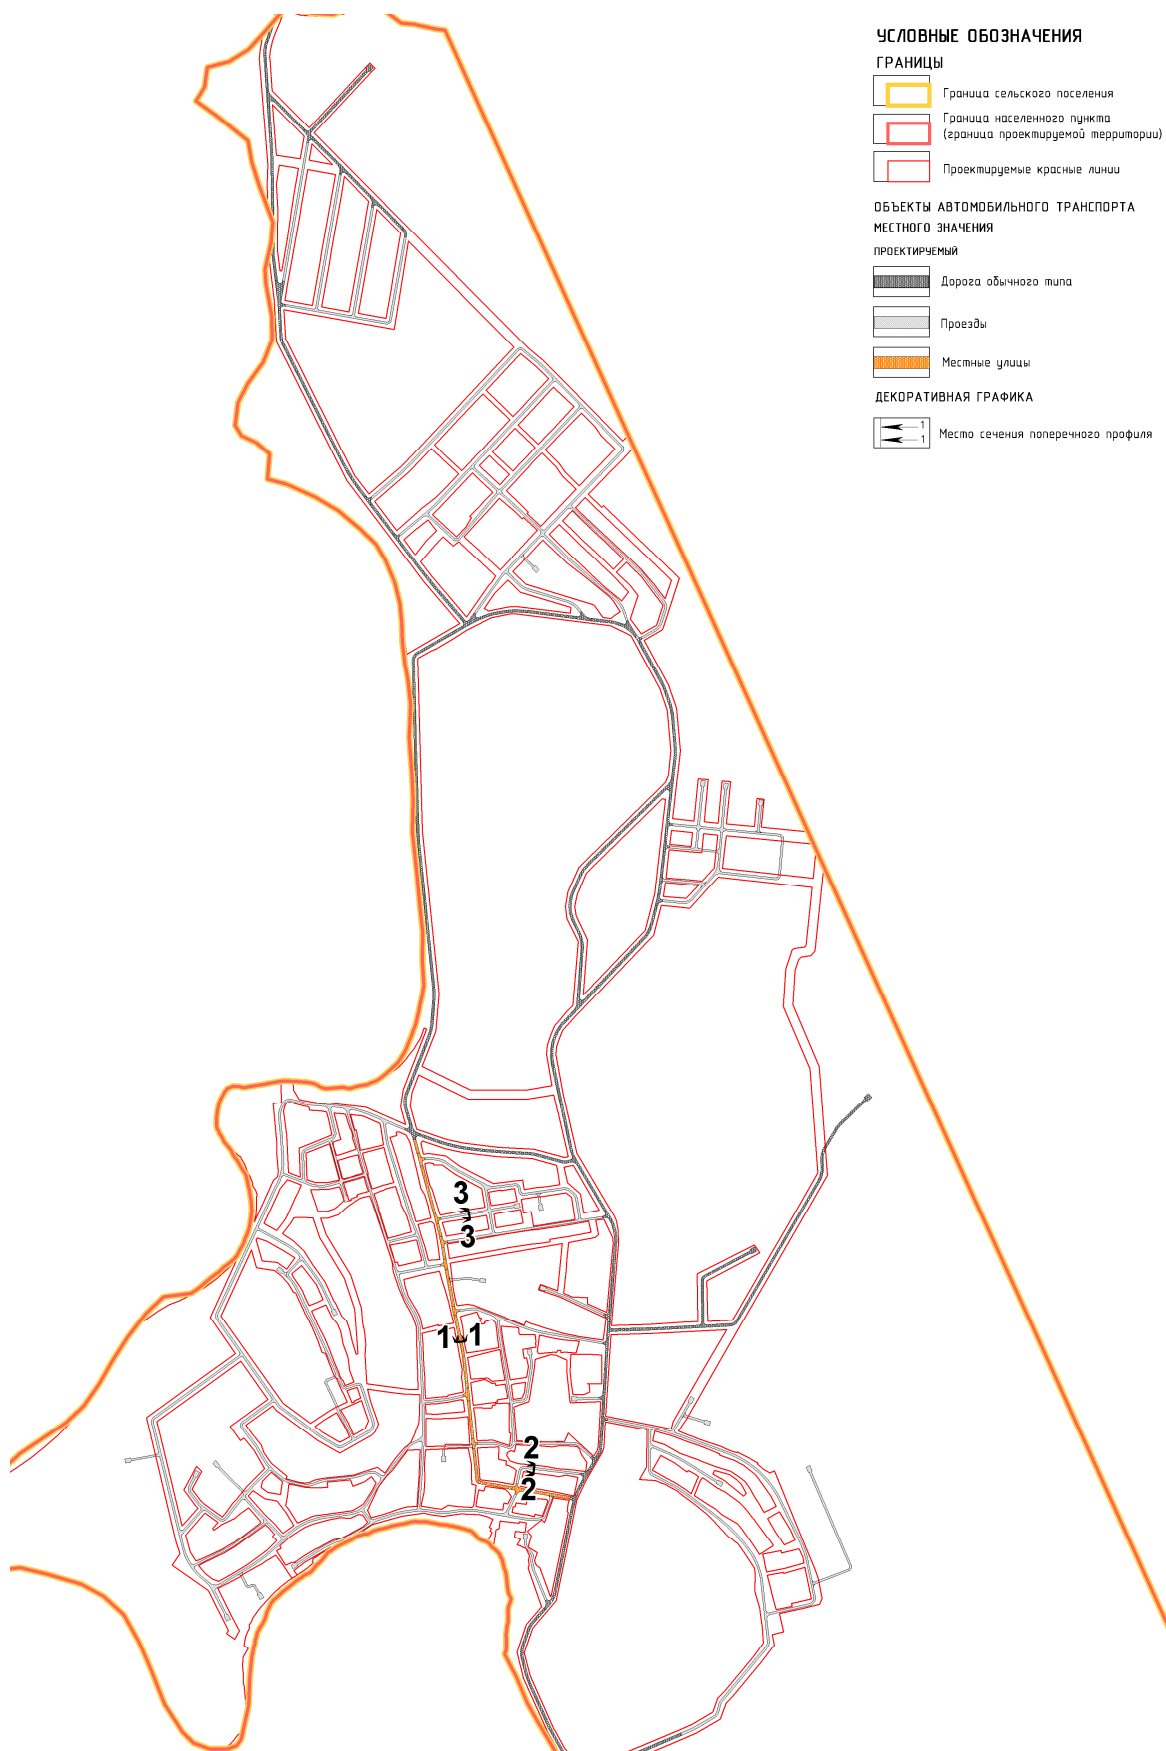 УСЛОВНЫЕ ОБОЗНАЧЕНИЯ
ГРАНИЦЫ
Граница сельского поселения
Граница населенного пункта
(граница проектируемой территории)
Проектируемые красные линии
ОБЪЕКТЫ АВТОМОБИЛЬНОГО ТРАНСПОРТА
МЕСТНОГО ЗНАЧЕНИЯ
ПРОЕКТИРУЕМЫЙ
Дорога обычного типа
Проезды
Местные улицы
ДЕКОРАТИВНАЯ ГРАФИКА
1
1
Место сечения поперечного профиля
3
3
1 1
2
2